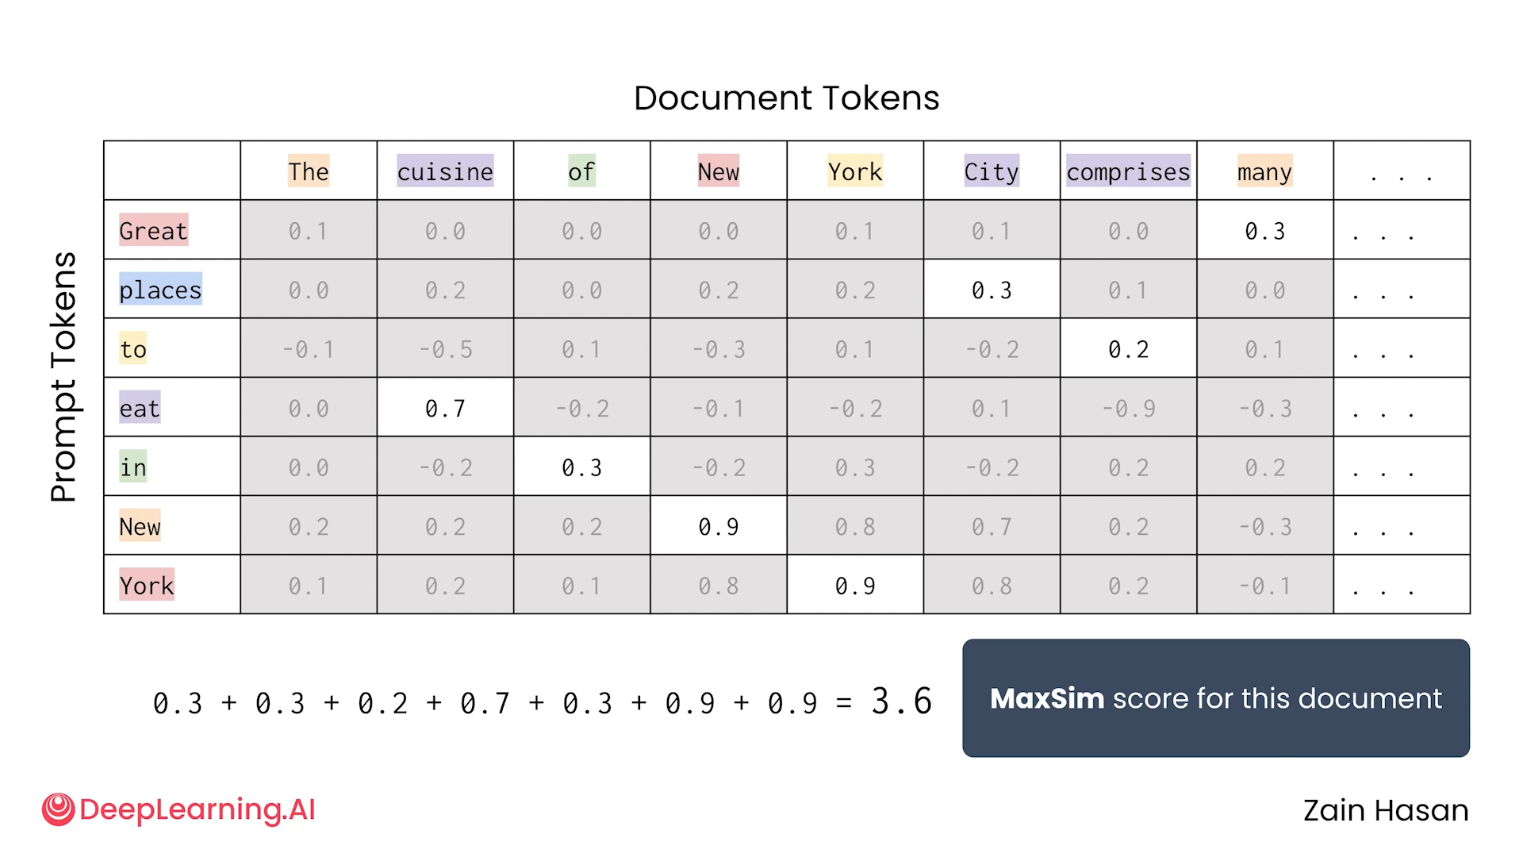 Document Tokens
Prompt Tokens
The cuisine of New York City comprises many . . .
Great 0.1 0.0 0.0 0.0 0.1 0.1 0.0 0.3 . . .
places 0.0 0.2 0.0 0.2 0.2 0.3 0.1 0.0 . . .
to -0.1 -0.5 0.1 -0.3 0.1 -0.2 0.2 0.1 . . .
eat 0.0 0.7 -0.2 -0.1 -0.2 0.1 -0.9 -0.3 . . .
in 0.0 -0.2 0.3 -0.2 0.3 -0.2 0.2 0.2 . . .
New 0.2 0.2 0.2 0.9 0.8 0.7 0.2 -0.3 . . .
York 0.1 0.2 0.1 0.8 0.9 0.8 0.2 -0.1 . . .
0.3 + 0.3 + 0.2 + 0.7 + 0.3 + 0.9 + 0.9 = 3.6
MaxSim score for this document
DeepLearning.AI
Zain Hasan